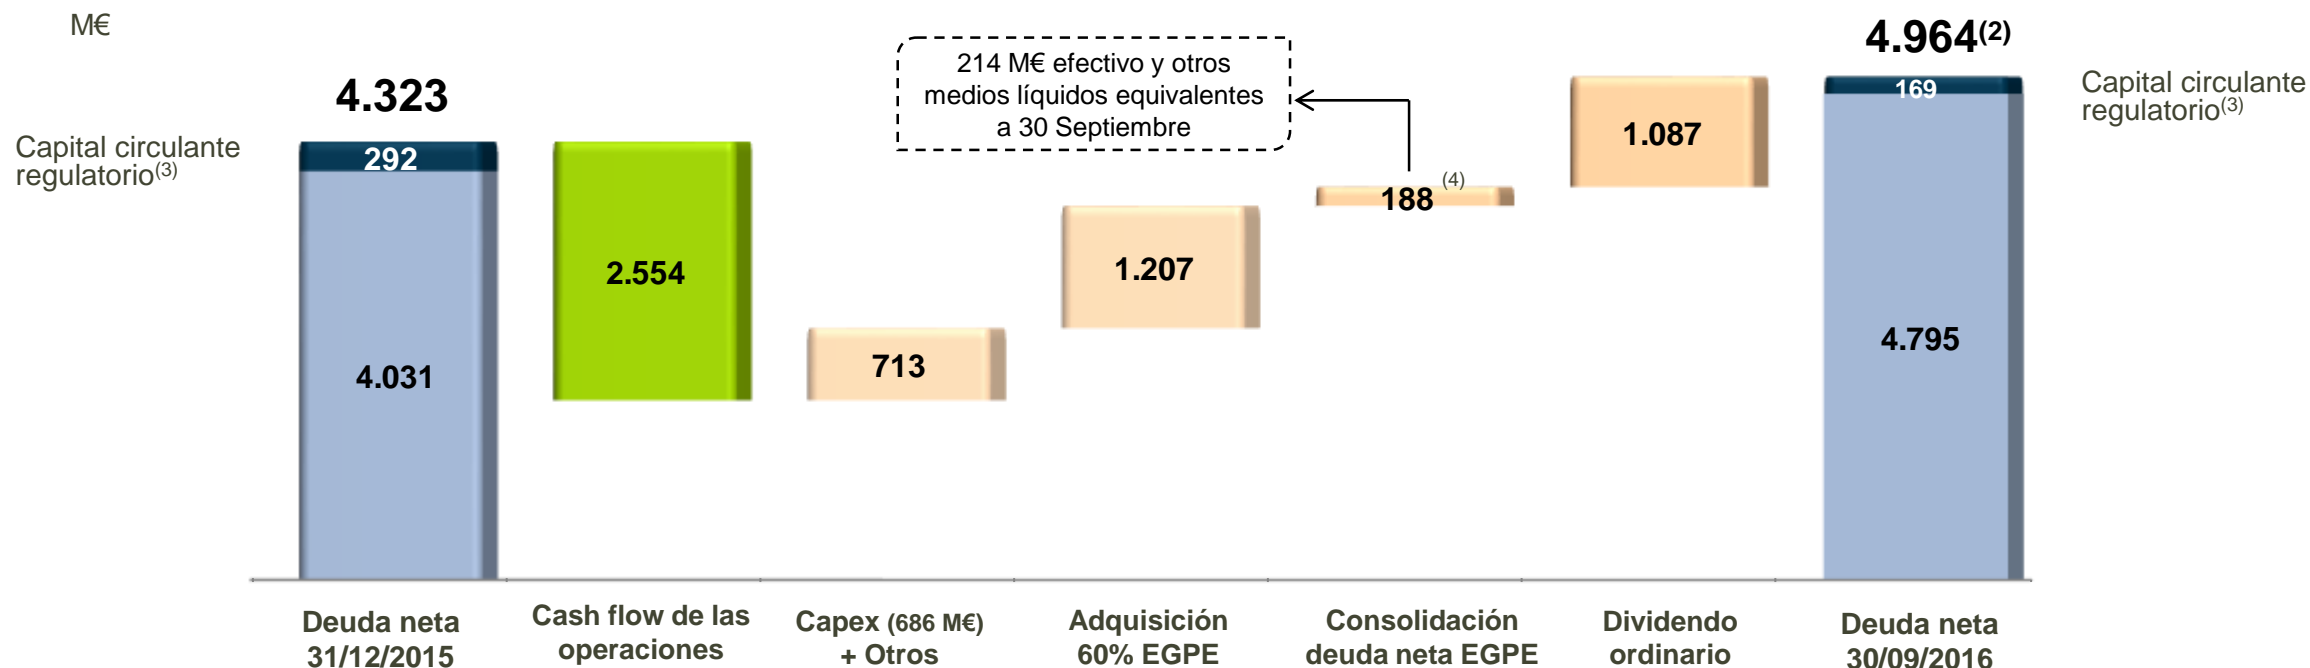 M€
4.323
Capital circulante
regulatorio(3)
292
4.031
2.554
713
1.207
214 M€ efectivo y otros
medios líquidos equivalentes
a 30 Septiembre
188 (4)
1.087
4.964(2)
169
4.795
Capital circulante
regulatorio(3)
Deuda neta
31/12/2015
Cash flow de las
operaciones
Capex (686 M€)
+ Otros
Adquisición
60% EGPE
Consolidación
deuda neta EGPE
Dividendo
ordinario
Deuda neta
30/09/2016